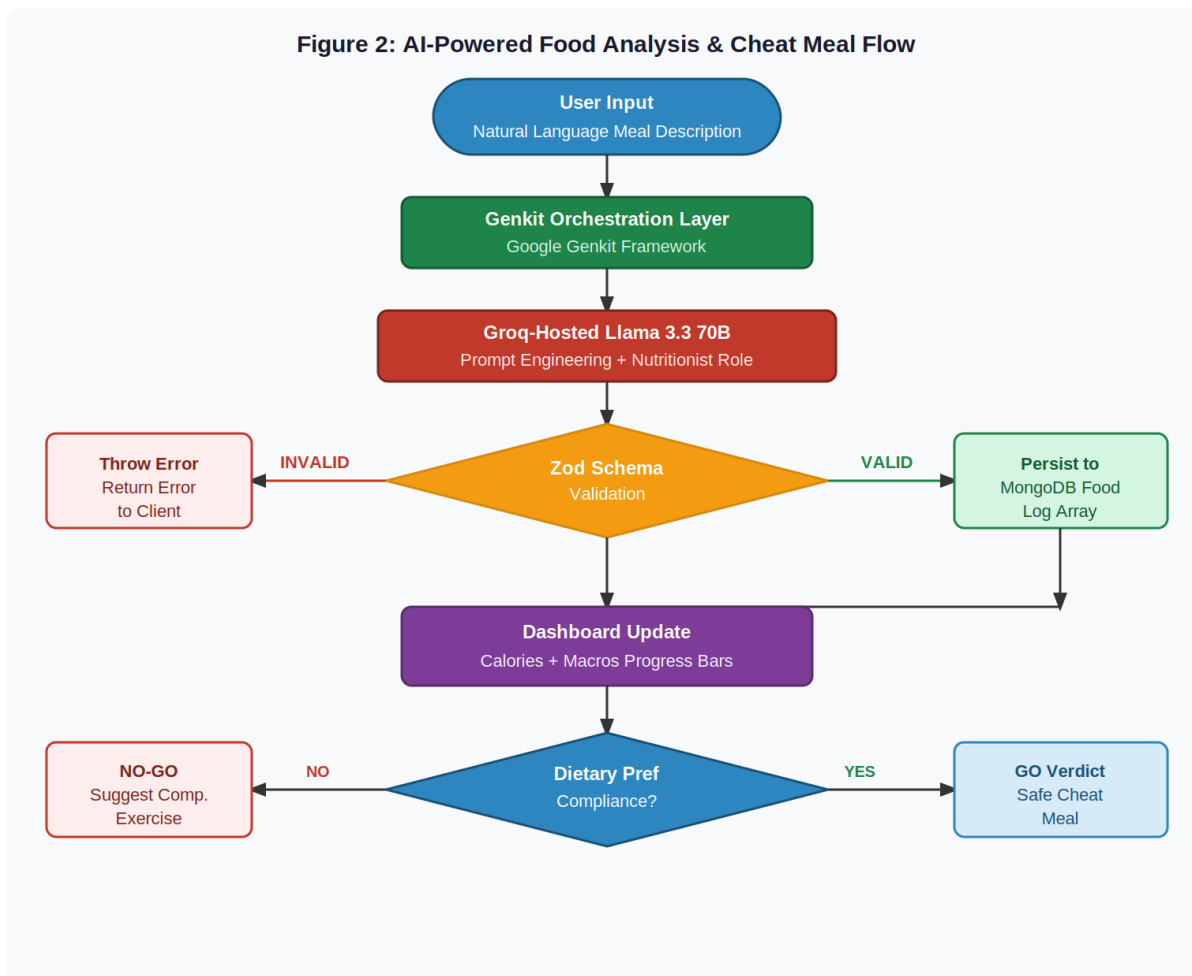 Figure 2: AI-Powered Food Analysis & Cheat Meal Flow
User Input
Natural Language Meal Description
Genkit Orchestration Layer
Google Genkit Framework
Groq-Hosted Llama 3.3 70B
Prompt Engineering + Nutritionist Role
Throw Error
Return Error
to Client
INVALID
Zod Schema
Validation
VALID
Persist to
MongoDB Food
Log Array
Dashboard Update
Calories + Macros Progress Bars
NO-GO
Suggest Comp.
Exercise
NO
Dietary Pref
Compliance?
YES
GO Verdict
Safe Cheat
Meal